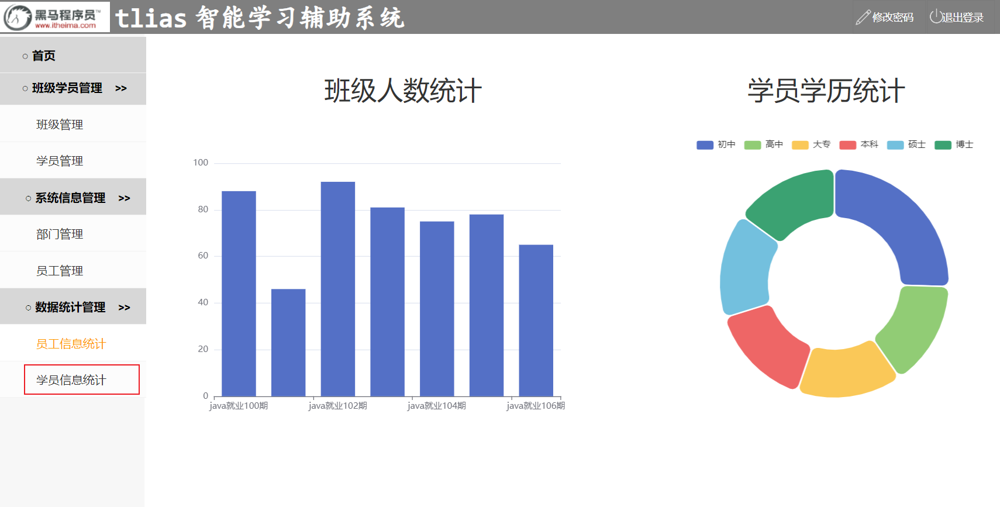 黑马程序员™
www.itheima.com
tlias 智能学习辅助系统
修改密码
退出登录
首页
班级学员管理 >>
班级管理
学员管理
系统信息管理 >>
部门管理
员工管理
数据统计管理 >>
员工信息统计
学员信息统计
班级人数统计
100
80
60
40
20
0
java就业100期 java就业102期 java就业104期 java就业106期
学员学历统计
初中 高中 大专 本科 硕士 博士